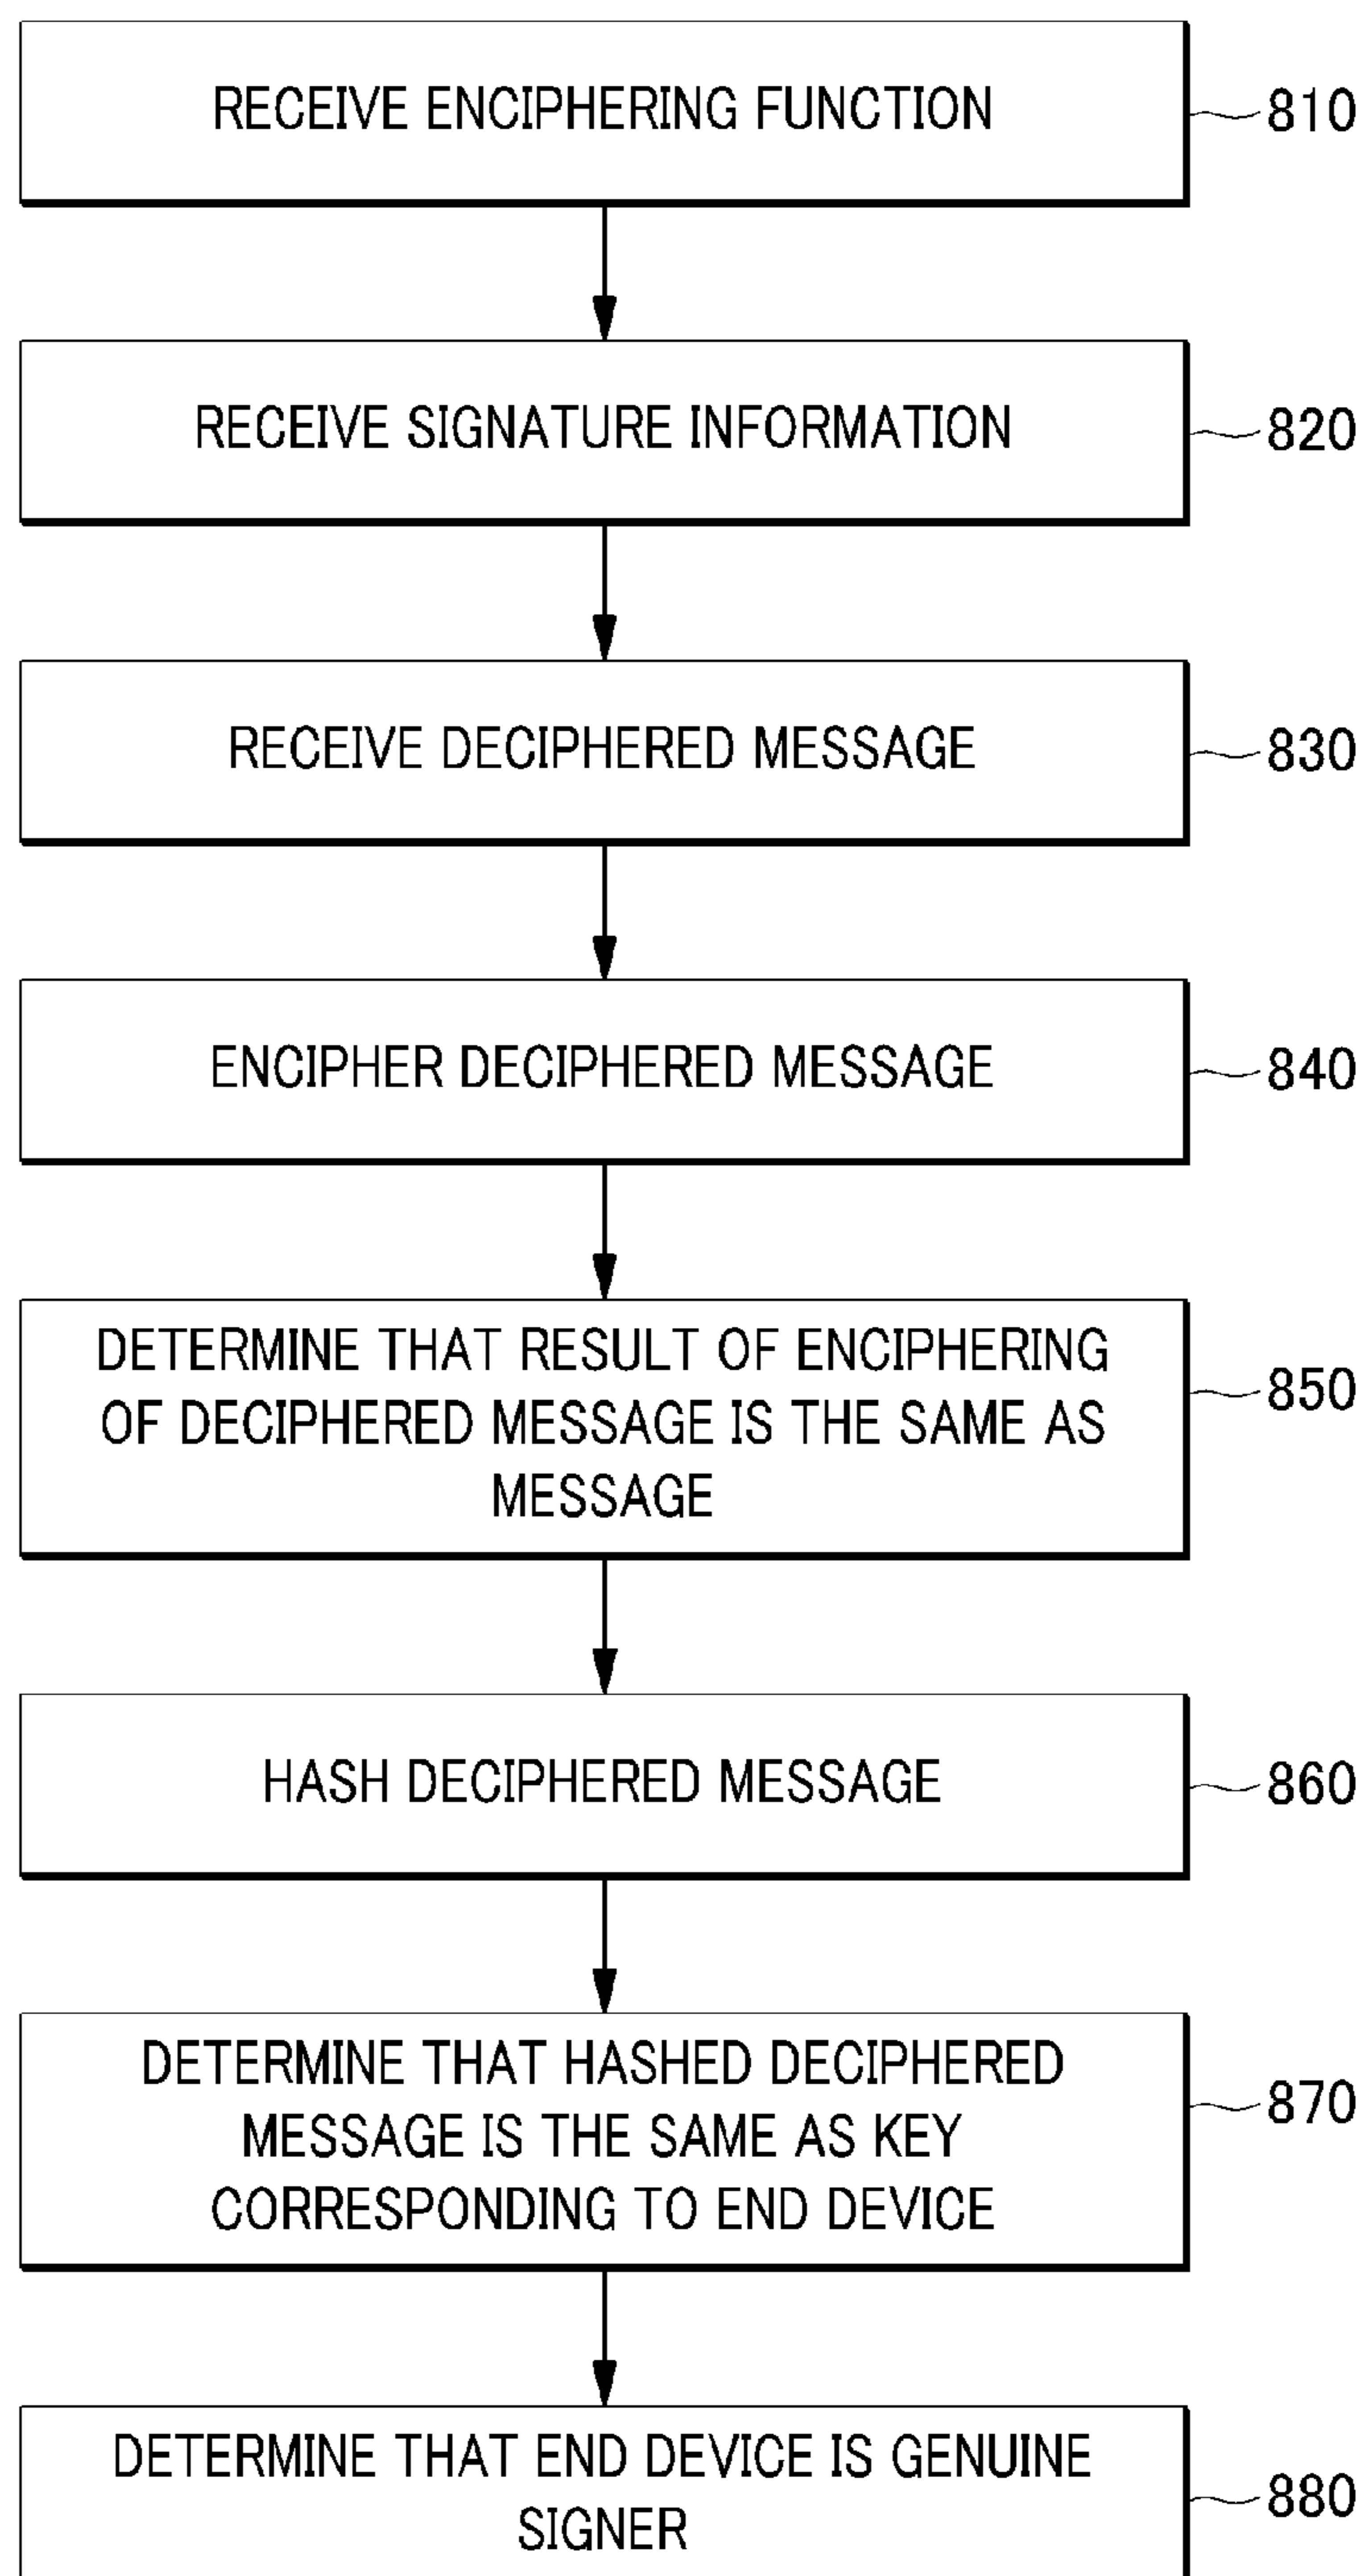 RECEIVE ENCIPHERING FUNCTION
810
RECEIVE SIGNATURE INFORMATION
820
RECEIVE DECIPHERED MESSAGE
830
ENCIPHER DECIPHERED MESSAGE
840
DETERMINE THAT RESULT OF ENCIPHERING
OF DECIPHERED MESSAGE IS THE SAME AS
MESSAGE
850
HASH DECIPHERED MESSAGE
860
DETERMINE THAT HASHED DECIPHERED
MESSAGE IS THE SAME AS KEY
CORRESPONDING TO END DEVICE
870
DETERMINE THAT END DEVICE IS GENUINE
SIGNER
880